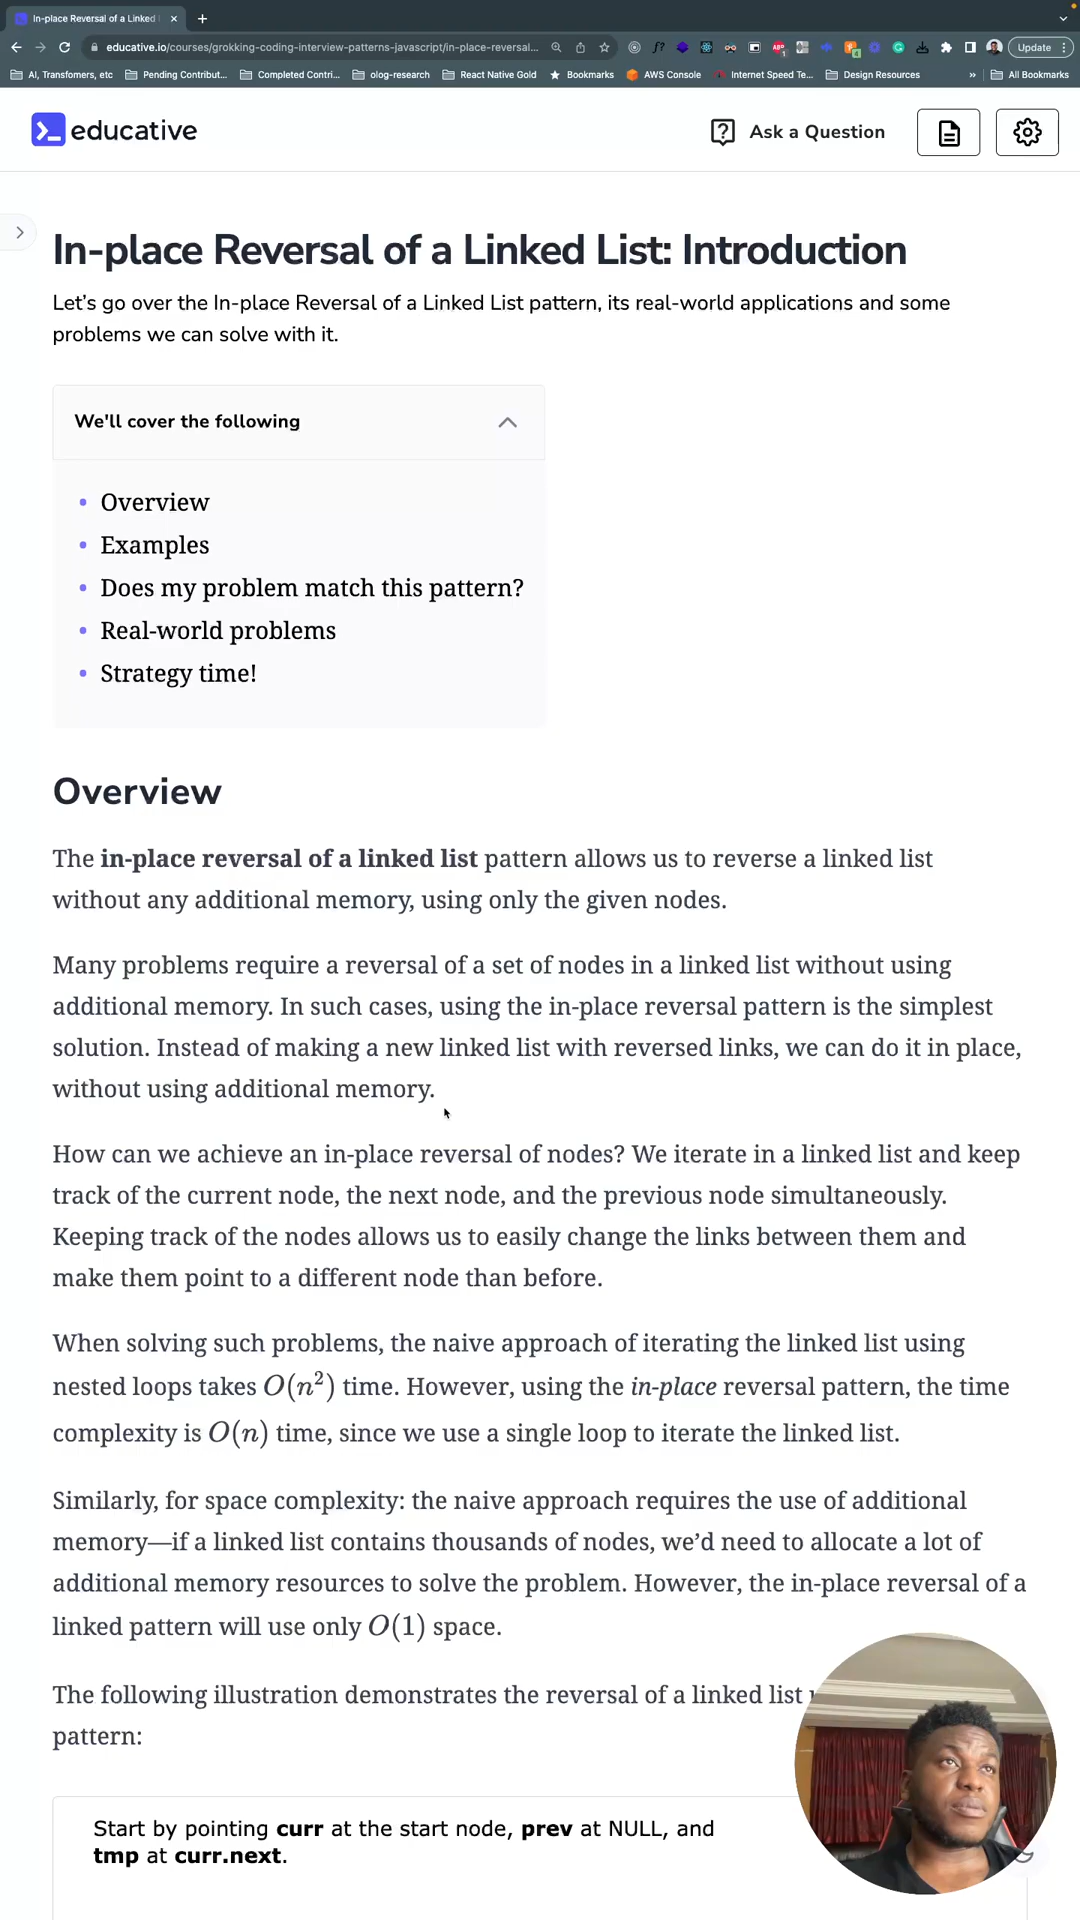 In-place Reversal of a Linked
educative.io/courses/grokking-coding-interview-patterns-javascript/in-place-reversal...
Update
AI, Transfomers, etc
Pending Contribut...
Completed Contri...
olog-research
React Native Gold
Bookmarks
AWS Console
Internet Speed Te...
Design Resources
»
All Bookmarks
educative
Ask a Question
In-place Reversal of a Linked List: Introduction
Let’s go over the In-place Reversal of a Linked List pattern, its real-world applications and some
problems we can solve with it.
We'll cover the following
• Overview
• Examples
• Does my problem match this pattern?
• Real-world problems
• Strategy time!
Overview
The in-place reversal of a linked list pattern allows us to reverse a linked list
without any additional memory, using only the given nodes.
Many problems require a reversal of a set of nodes in a linked list without using
additional memory. In such cases, using the in-place reversal pattern is the simplest
solution. Instead of making a new linked list with reversed links, we can do it in place,
without using additional memory.
How can we achieve an in-place reversal of nodes? We iterate in a linked list and keep
track of the current node, the next node, and the previous node simultaneously.
Keeping track of the nodes allows us to easily change the links between them and
make them point to a different node than before.
When solving such problems, the naive approach of iterating the linked list using
nested loops takes O(n²) time. However, using the in-place reversal pattern, the time
complexity is O(n) time, since we use a single loop to iterate the linked list.
Similarly, for space complexity: the naive approach requires the use of additional
memory—if a linked list contains thousands of nodes, we’d need to allocate a lot of
additional memory resources to solve the problem. However, the in-place reversal of a
linked pattern will use only O(1) space.
The following illustration demonstrates the reversal of a linked list
pattern:
Start by pointing curr at the start node, prev at NULL, and
tmp at curr.next.